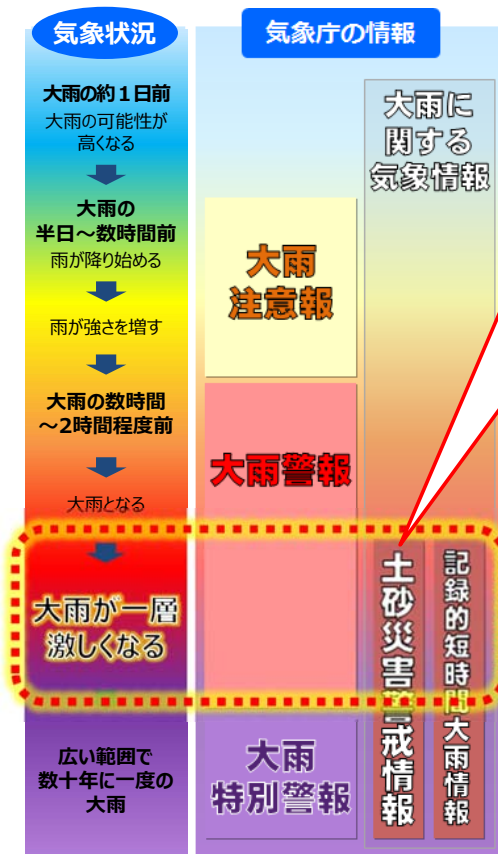 気象状況
大雨の約１日前
大雨の可能性が
高くなる
大雨の
半日～数時間前
雨が降り始める
雨が強さを増す
大雨の数時間
～2時間程度前
大雨となる
大雨が一層
激しくなる
広い範囲で
数十年に一度の
大雨
気象庁の情報
大雨
注意報
大雨警報
大雨
特別警報
大雨に
関する
気象情報
土砂災害警戒情報
記録的短時間大雨情報